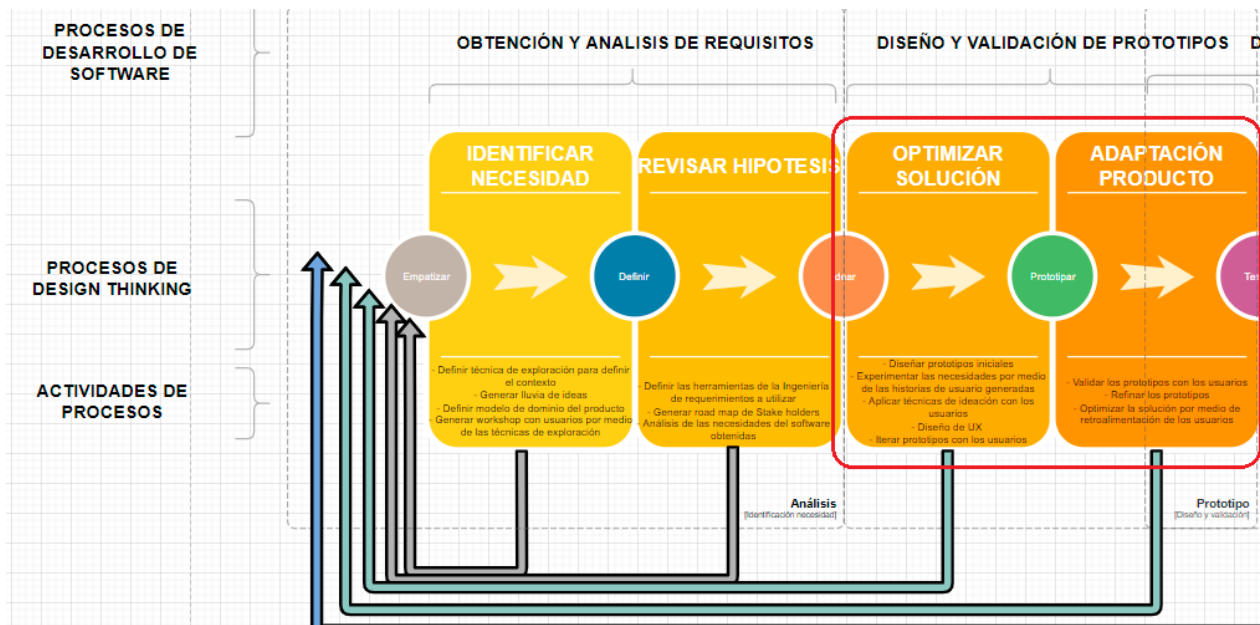 PROCESOS DE
DESARROLLO DE
SOFTWARE
OBTENCIÓN Y ANALISIS DE REQUISITOS
DISEÑO Y VALIDACIÓN DE PROTOTIPOS
IDENTIFICAR
NECESIDAD
REVISAR HIPOTESIS
OPTIMIZAR
SOLUCIÓN
ADAPTACIÓN
PRODUCTO
PROCESOS DE
DESIGN THINKING
Empatizar
Definir
Prototipar
ACTIVIDADES DE
PROCESOS
- Definir técnica de exploración para definir
el contexto
- Generar lluvia de ideas
- Definir modelo de dominio del producto
- Generar workshop con usuarios por medio
de las técnicas de exploración
- Definir las herramientas de la Ingeniería
de requerimientos a utilizar
- Generar road map de Stake holders
- Análisis de las necesidades del software
obtenidas
- Diseñar prototipos iniciales
- Experimentar las necesidades por medio
de las historias de usuario generadas
- Aplicar técnicas de ideación con los
usuarios
- Diseño de UX
- Iterar prototipos con los usuarios
- Validar los prototipos con los usuarios
- Refinar los prototipos
- Optimizar la solución por medio de
retroalimentación de los usuarios
Análisis
[Identificación necesidad]
Prototipo
[Diseño y validación]